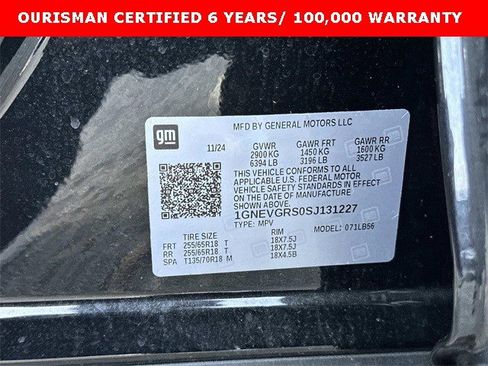 OURISMAN CERTIFIED 6 YEARS/ 100,000 WARRANTY
gm
MFD BY GENERAL MOTORS LLC
11/24 GVWR GAWR FRT GAWR RR
2900 KG 1450 KG 1600 KG
6394 LB 3196 LB 3527 LB
THIS VEHICLE CONFORMS TO ALL
APPLICABLE U.S. FEDERAL MOTOR
VEHICLE SAFETY STANDARDS IN EFFECT
ON THE DATE OF MANUFACTURE
SHOWN ABOVE.
1GNEVGRS0SJ131227
TYPE: MPV MODEL: 071LB56
TIRE SIZE RIM
FRT 255/65R18 T 18X7.5J
RR 255/65R18 T 18X7.5J
SPA T135/70R18 M 18X4.5B